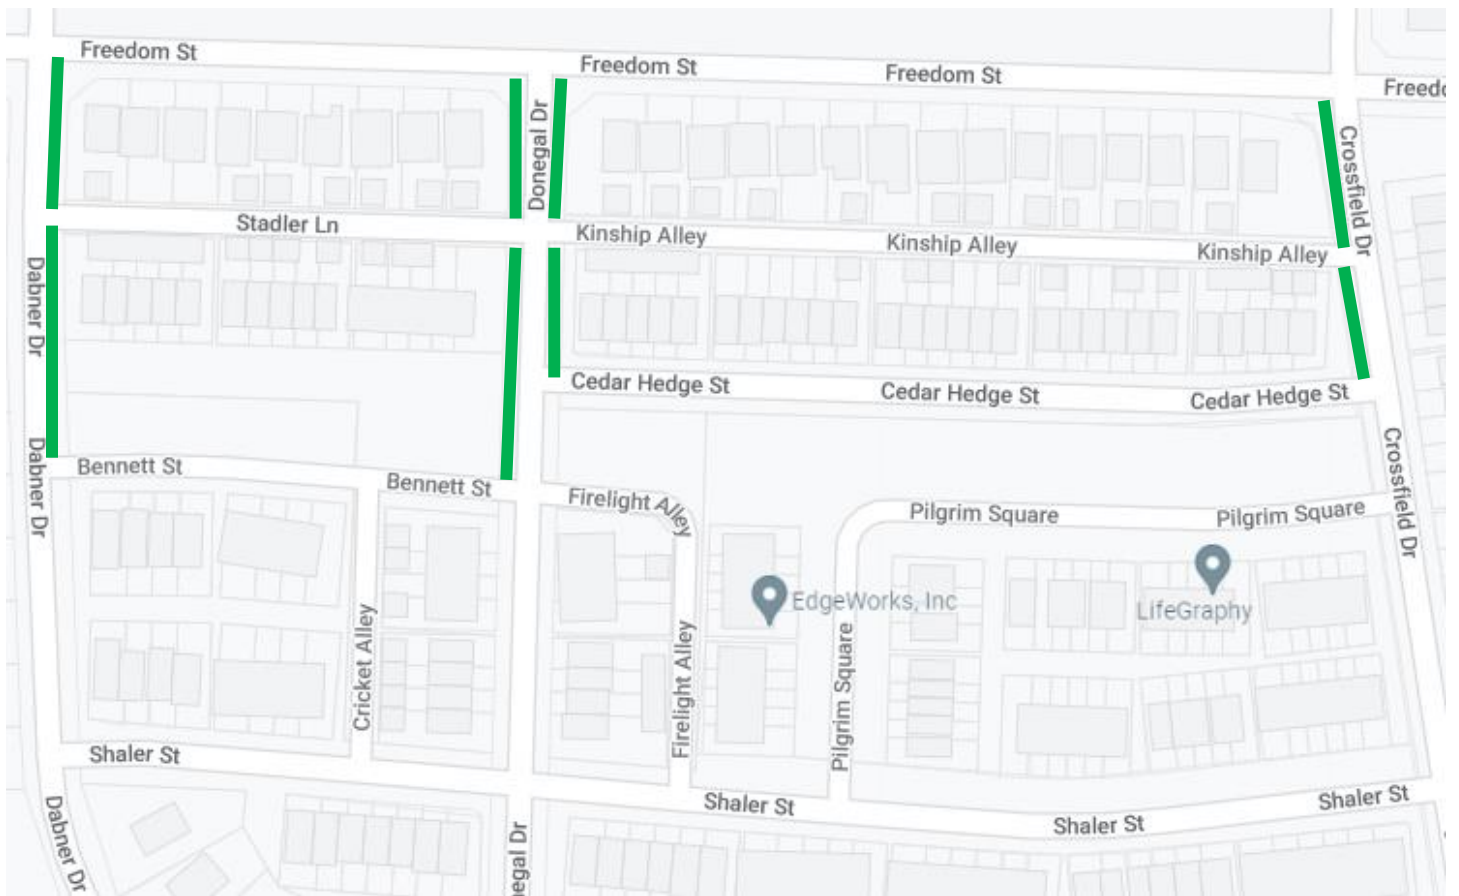 Freedom St
Freedom St
Freedom St
Donegal Dr
Crossfield Dr
Stadler Ln
Kinship Alley
Kinship Alley
Kinship Alley
Dabner Dr
Cedar Hedge St
Cedar Hedge St
Cedar Hedge St
Dabner Dr
Bennett St
Bennett St
Firelight Alley
Pilgrim Square
Pilgrim Square
Crossfield Dr
EdgeWorks, Inc
LifeGraphy
Cricket Alley
Firelight Alley
Pilgrim Square
Shaler St
Shaler St
Shaler St
Shaler St
Dabner Dr
negal Dr